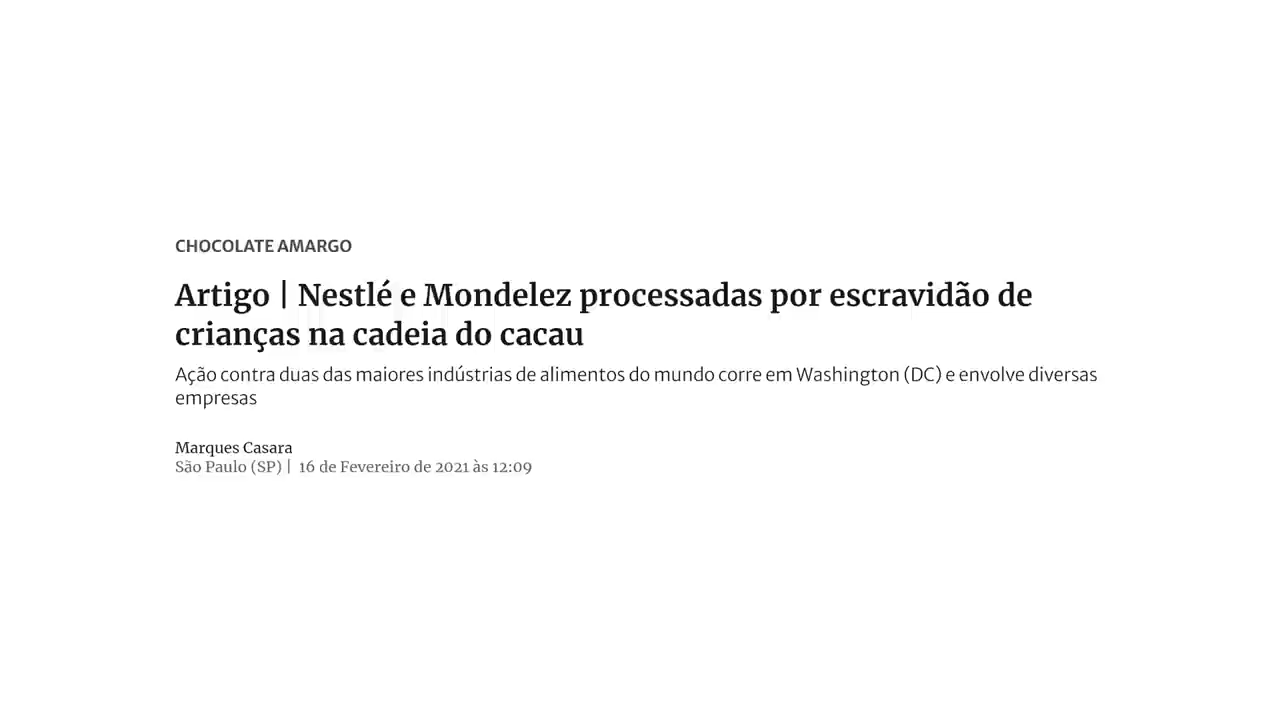 CHOCOLATE AMARGO
Artigo | Nestlé e Mondelez processadas por escravidão de
crianças na cadeia do cacau
Ação contra duas das maiores indústrias de alimentos do mundo corre em Washington (DC) e envolve diversas
empresas
Marques Casara
São Paulo (SP) | 16 de Fevereiro de 2021 às 12:09